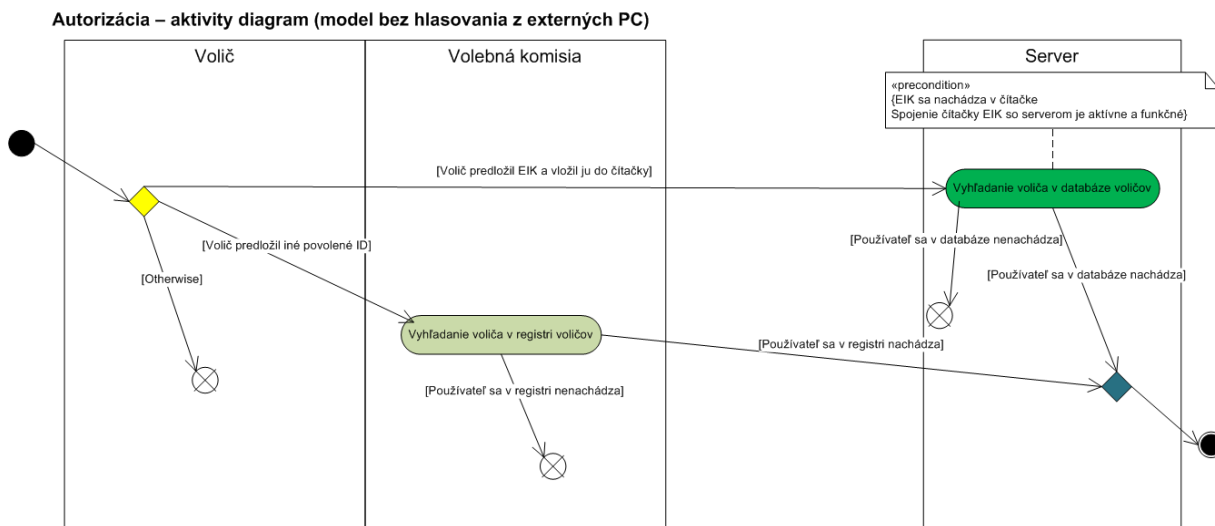 Autorizácia – aktivity diagram (model bez hlasovania z externých PC)
Volič
Volebná komisia
Server
«precondition»
{EIK sa nachádza v čítačke
Spojenie čítačky EIK so serverom je aktívne a funkčné}
[Volič predložil EIK a vložil ju do čítačky]
Vyhľadanie voliča v databáze voličov
[Volič predložil iné povolené ID]
[Používateľ sa v databáze nenachádza]
[Otherwise]
[Používateľ sa v databáze nachádza]
Vyhľadanie voliča v registri voličov
[Používateľ sa v registri nachádza]
[Používateľ sa v registri nenachádza]